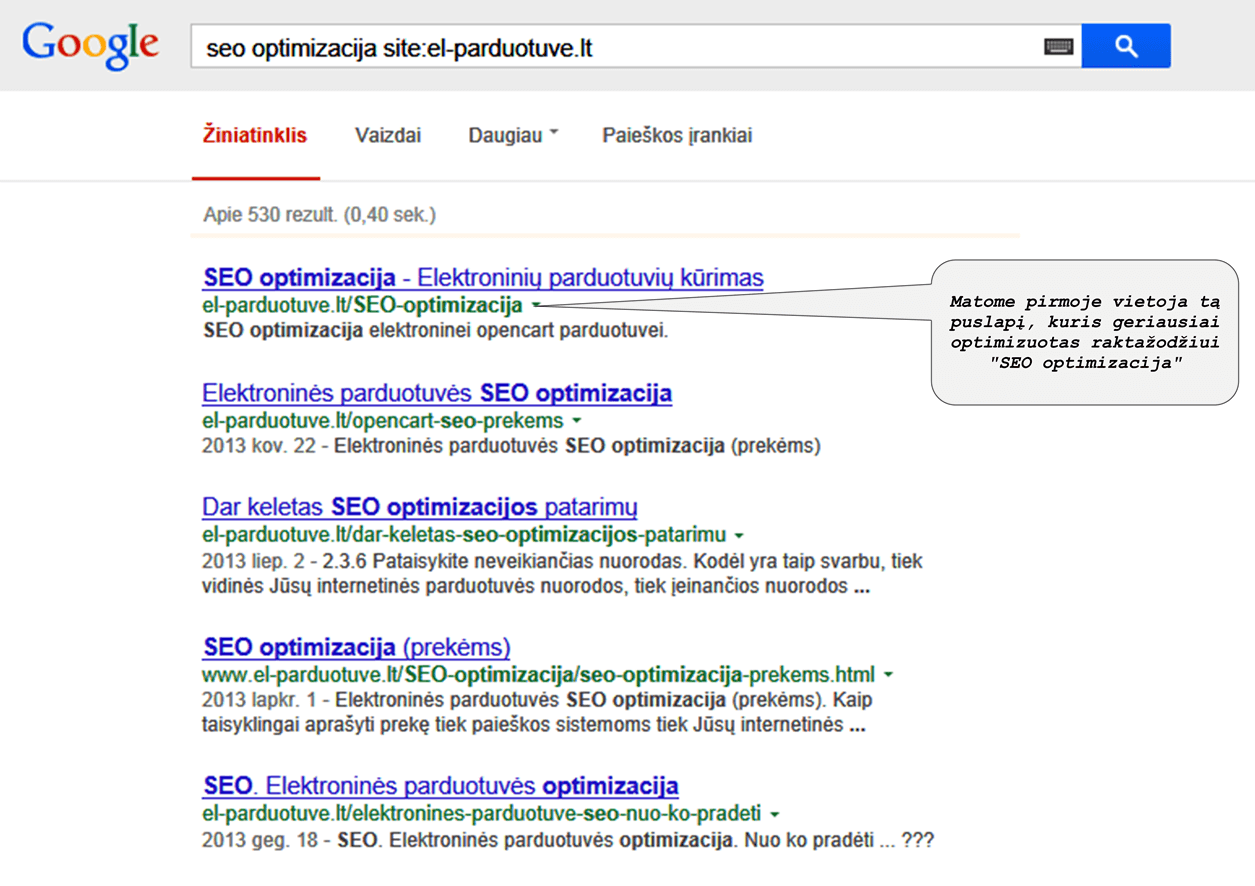 Google
seo optimizacija site:el-parduotuve.lt
Žiniatinklis Vaizdai Daugiau Paieškos įrankiai
Apie 530 rezult. (0,40 sek.)
SEO optimizacija - Elektroninių parduotuvių kūrimas
el-parduotuve.lt/SEO-optimizacija
SEO optimizacija elektroninei opencart parduotuvei.
Matome pirmoje vietoja tą
puslapį, kuris geriausiai
optimizuotas raktažodžiui
"SEO optimizacija"
Elektroninės parduotuvės SEO optimizacija
el-parduotuve.lt/opencart-seo-prekems
2013 kov. 22 - Elektroninės parduotuvės SEO optimizacija (prekėms)
Dar keletas SEO optimizacijos patarimų
el-parduotuve.lt/dar-keletas-seo-optimizacijos-patarimu
2013 liep. 2 - 2.3.6 Pataisykite neveikiančias nuorodas. Kodėl yra taip svarbu, tiek
vidinės Jūsų internetinės parduotuvės nuorodos, tiek įeinančios nuorodos ...
SEO optimizacija (prekėms)
www.el-parduotuve.lt/SEO-optimizacija/seo-optimizacija-prekems.html
2013 lapkr. 1 - Elektroninės parduotuvės SEO optimizacija (prekėms). Kaip
taisyklingai aprašyti prekę tiek paieškos sistemoms tiek Jūsų internetinės ...
SEO. Elektroninės parduotuvės optimizacija
el-parduotuve.lt/elektronines-parduotuve-seo-nuo-ko-pradeti
2013 geg. 18 - SEO. Elektroninės parduotuvės optimizacija. Nuo ko pradėti ... ???